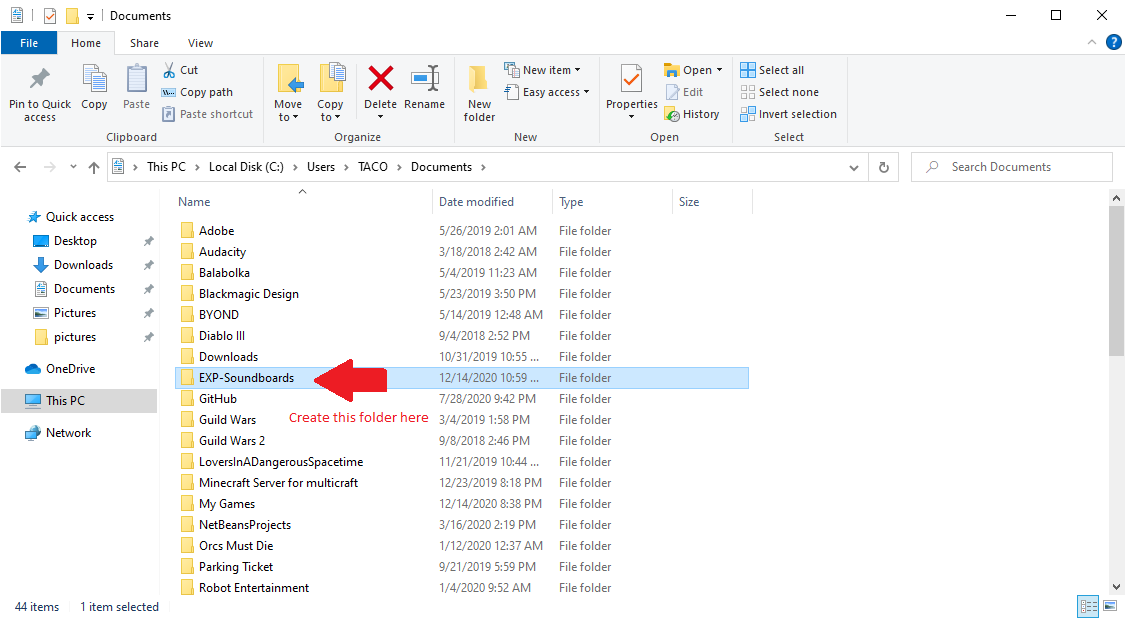 Documents
File Home Share View
Pin to Quick access
Copy
Paste
Cut
Copy path
Paste shortcut
Clipboard
Move to
Copy to
Delete
Rename
Organize
New folder
New item
Easy access
New
Properties
Open
Edit
History
Open
Select all
Select none
Invert selection
Select
This PC > Local Disk (C:) > Users > TACO > Documents >
Search Documents
Quick access
Desktop
Downloads
Documents
Pictures
pictures
OneDrive
This PC
Network
Name Date modified Type Size
Adobe 5/26/2019 2:01 AM File folder
Audacity 3/18/2018 2:42 AM File folder
Balabolka 5/4/2019 11:23 AM File folder
Blackmagic Design 5/23/2019 3:50 PM File folder
BYOND 5/14/2019 12:48 AM File folder
Diablo III 9/4/2018 2:52 PM File folder
Downloads 10/31/2019 10:55 ... File folder
EXP-Soundboards 12/14/2020 10:59 ... File folder
GitHub 7/28/2020 9:42 PM File folder
Create this folder here
Guild Wars 3/4/2019 1:58 PM File folder
Guild Wars 2 9/8/2018 2:46 PM File folder
LoversInADangerousSpacetime 11/21/2019 10:44 ... File folder
Minecraft Server for multicraft 12/23/2019 8:18 PM File folder
My Games 12/14/2020 8:38 PM File folder
NetBeansProjects 3/16/2020 2:19 PM File folder
Orcs Must Die 1/12/2020 12:37 AM File folder
Parking Ticket 9/21/2019 5:59 PM File folder
Robot Entertainment 1/4/2020 9:52 AM File folder
44 items 1 item selected